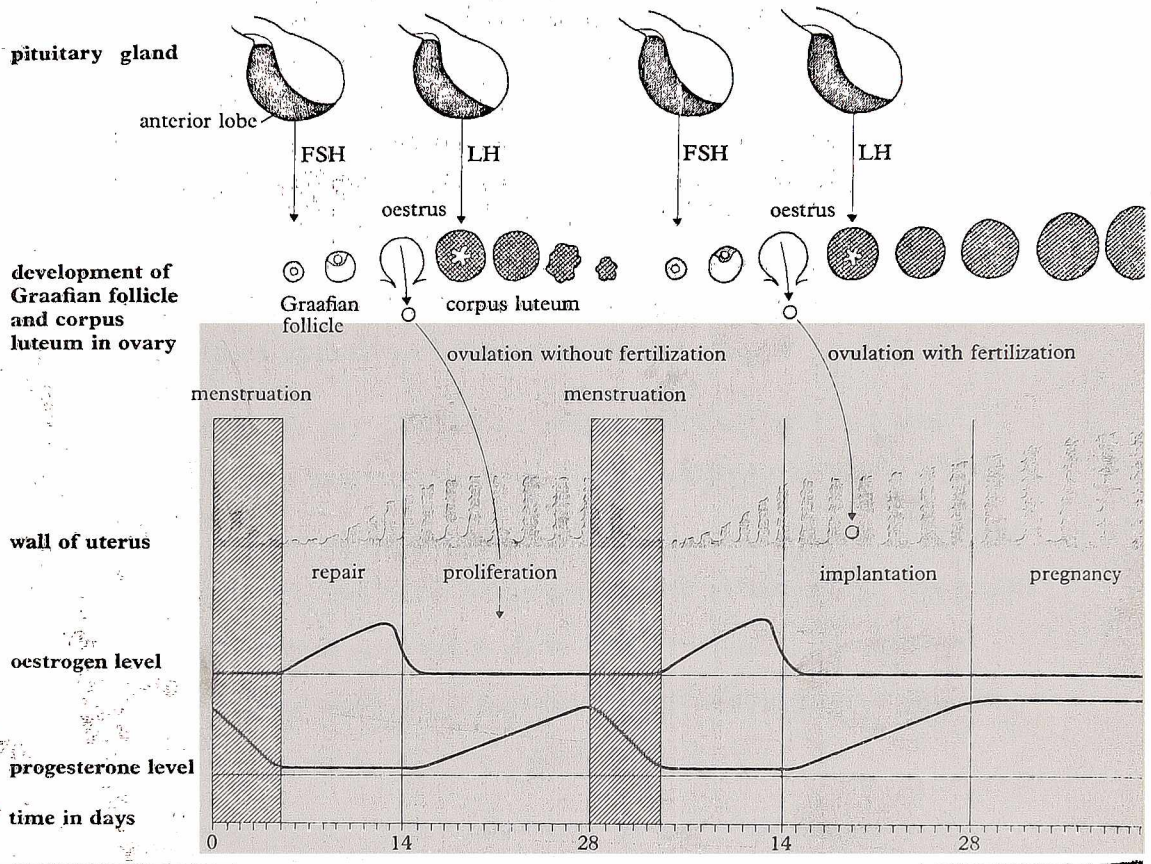 pituitary gland
anterior lobe
FSH
LH
FSH
LH
oestrus
oestrus
development of
Graafian follicle
and corpus
luteum in ovary
Graafian
follicle
corpus luteum
ovulation without fertilization
ovulation with fertilization
menstruation
menstruation
wall of uterus
repair
proliferation
implantation
pregnancy
oestrogen level
progesterone level
time in days
0
14
28
14
28